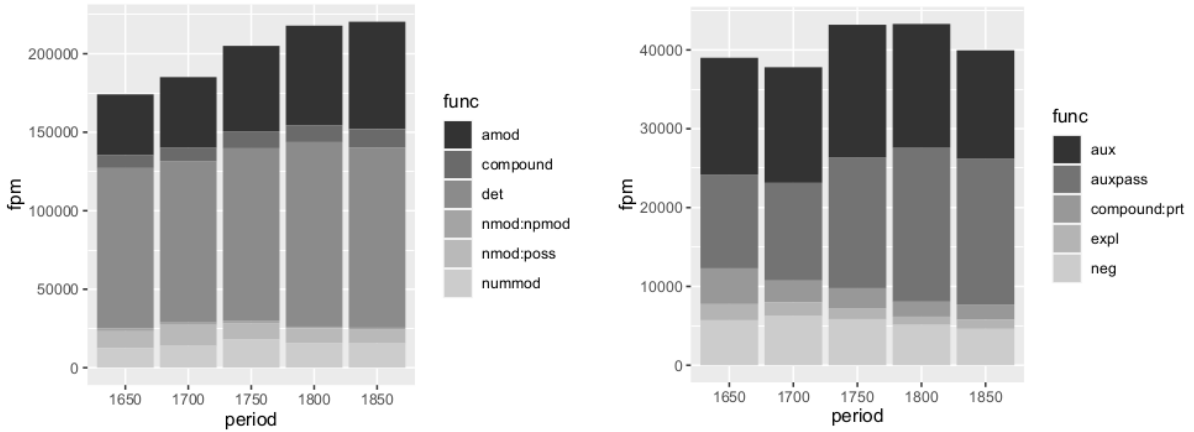 200000
150000
100000
50000
0
fpm
1650 1700 1750 1800 1850
period
func
amod
compound
det
nmod:npmod
nmod:poss
nummod
40000
30000
20000
10000
0
fpm
1650 1700 1750 1800 1850
period
func
aux
auxpass
compound:prt
expl
neg